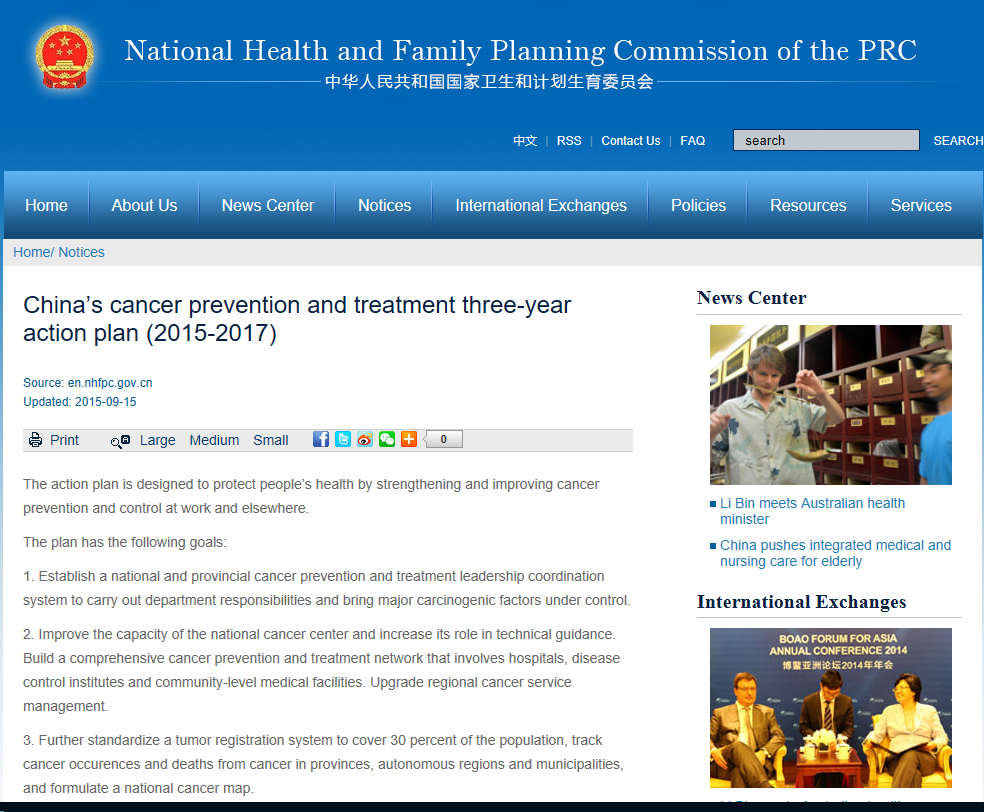 National Health and Family Planning Commission of the PRC
中华人民共和国国家卫生和计划生育委员会
中文 | RSS | Contact Us | FAQ
search
SEARCH
Home
About Us
News Center
Notices
International Exchanges
Policies
Resources
Services
Home/ Notices
China’s cancer prevention and treatment three-year
action plan (2015-2017)
Source: en.nhfpc.gov.cn
Updated: 2015-09-15
Print
Large
Medium
Small
0
The action plan is designed to protect people’s health by strengthening and improving cancer
prevention and control at work and elsewhere.
The plan has the following goals:
1. Establish a national and provincial cancer prevention and treatment leadership coordination
system to carry out department responsibilities and bring major carcinogenic factors under control.
2. Improve the capacity of the national cancer center and increase its role in technical guidance.
Build a comprehensive cancer prevention and treatment network that involves hospitals, disease
control institutes and community-level medical facilities. Upgrade regional cancer service
management.
3. Further standardize a tumor registration system to cover 30 percent of the population, track
cancer occurences and deaths from cancer in provinces, autonomous regions and municipalities,
and formulate a national cancer map.
News Center
Li Bin meets Australian health
minister
China pushes integrated medical and
nursing care for elderly
International Exchanges
BOAO FORUM FOR ASIA
ANNUAL CONFERENCE 2014
博鳌亚洲论坛2014年年会